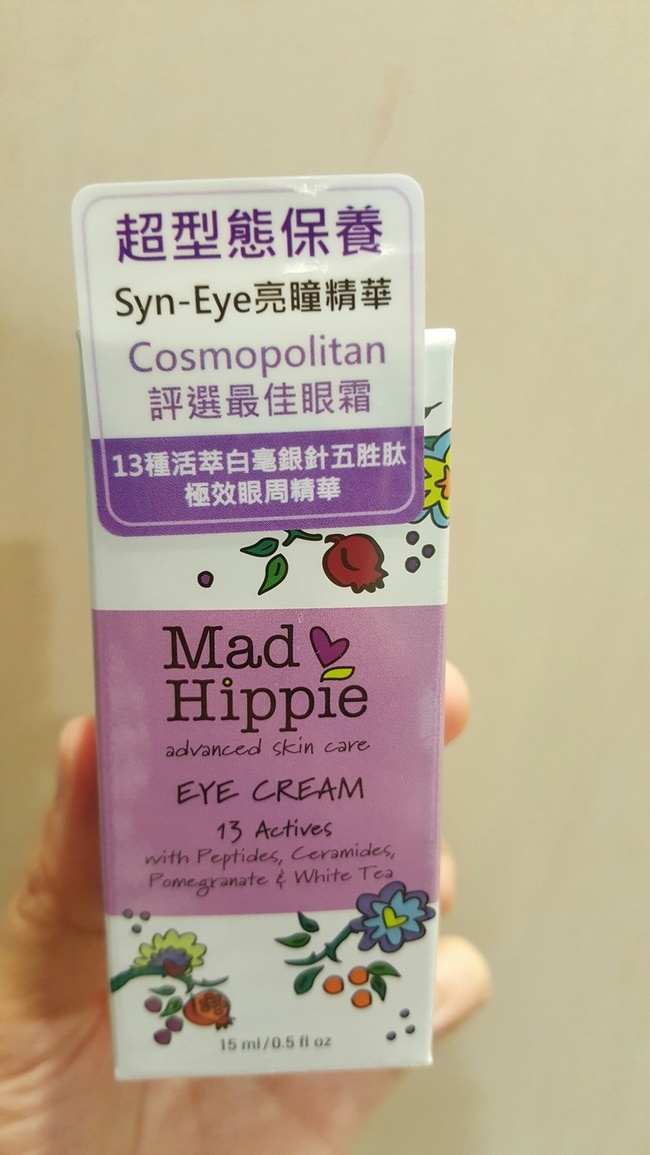 超型態保養
Syn-Eye亮瞳精華
Cosmopolitan
評選最佳眼霜
13種活萃白毫銀針五胜肽
極效眼周精華
Mad
Hippie
advanced skin care
EYE CREAM
13 Actives
with Peptides, Ceramides,
Pomegranate & White Tea
15 ml/0.5 fl oz